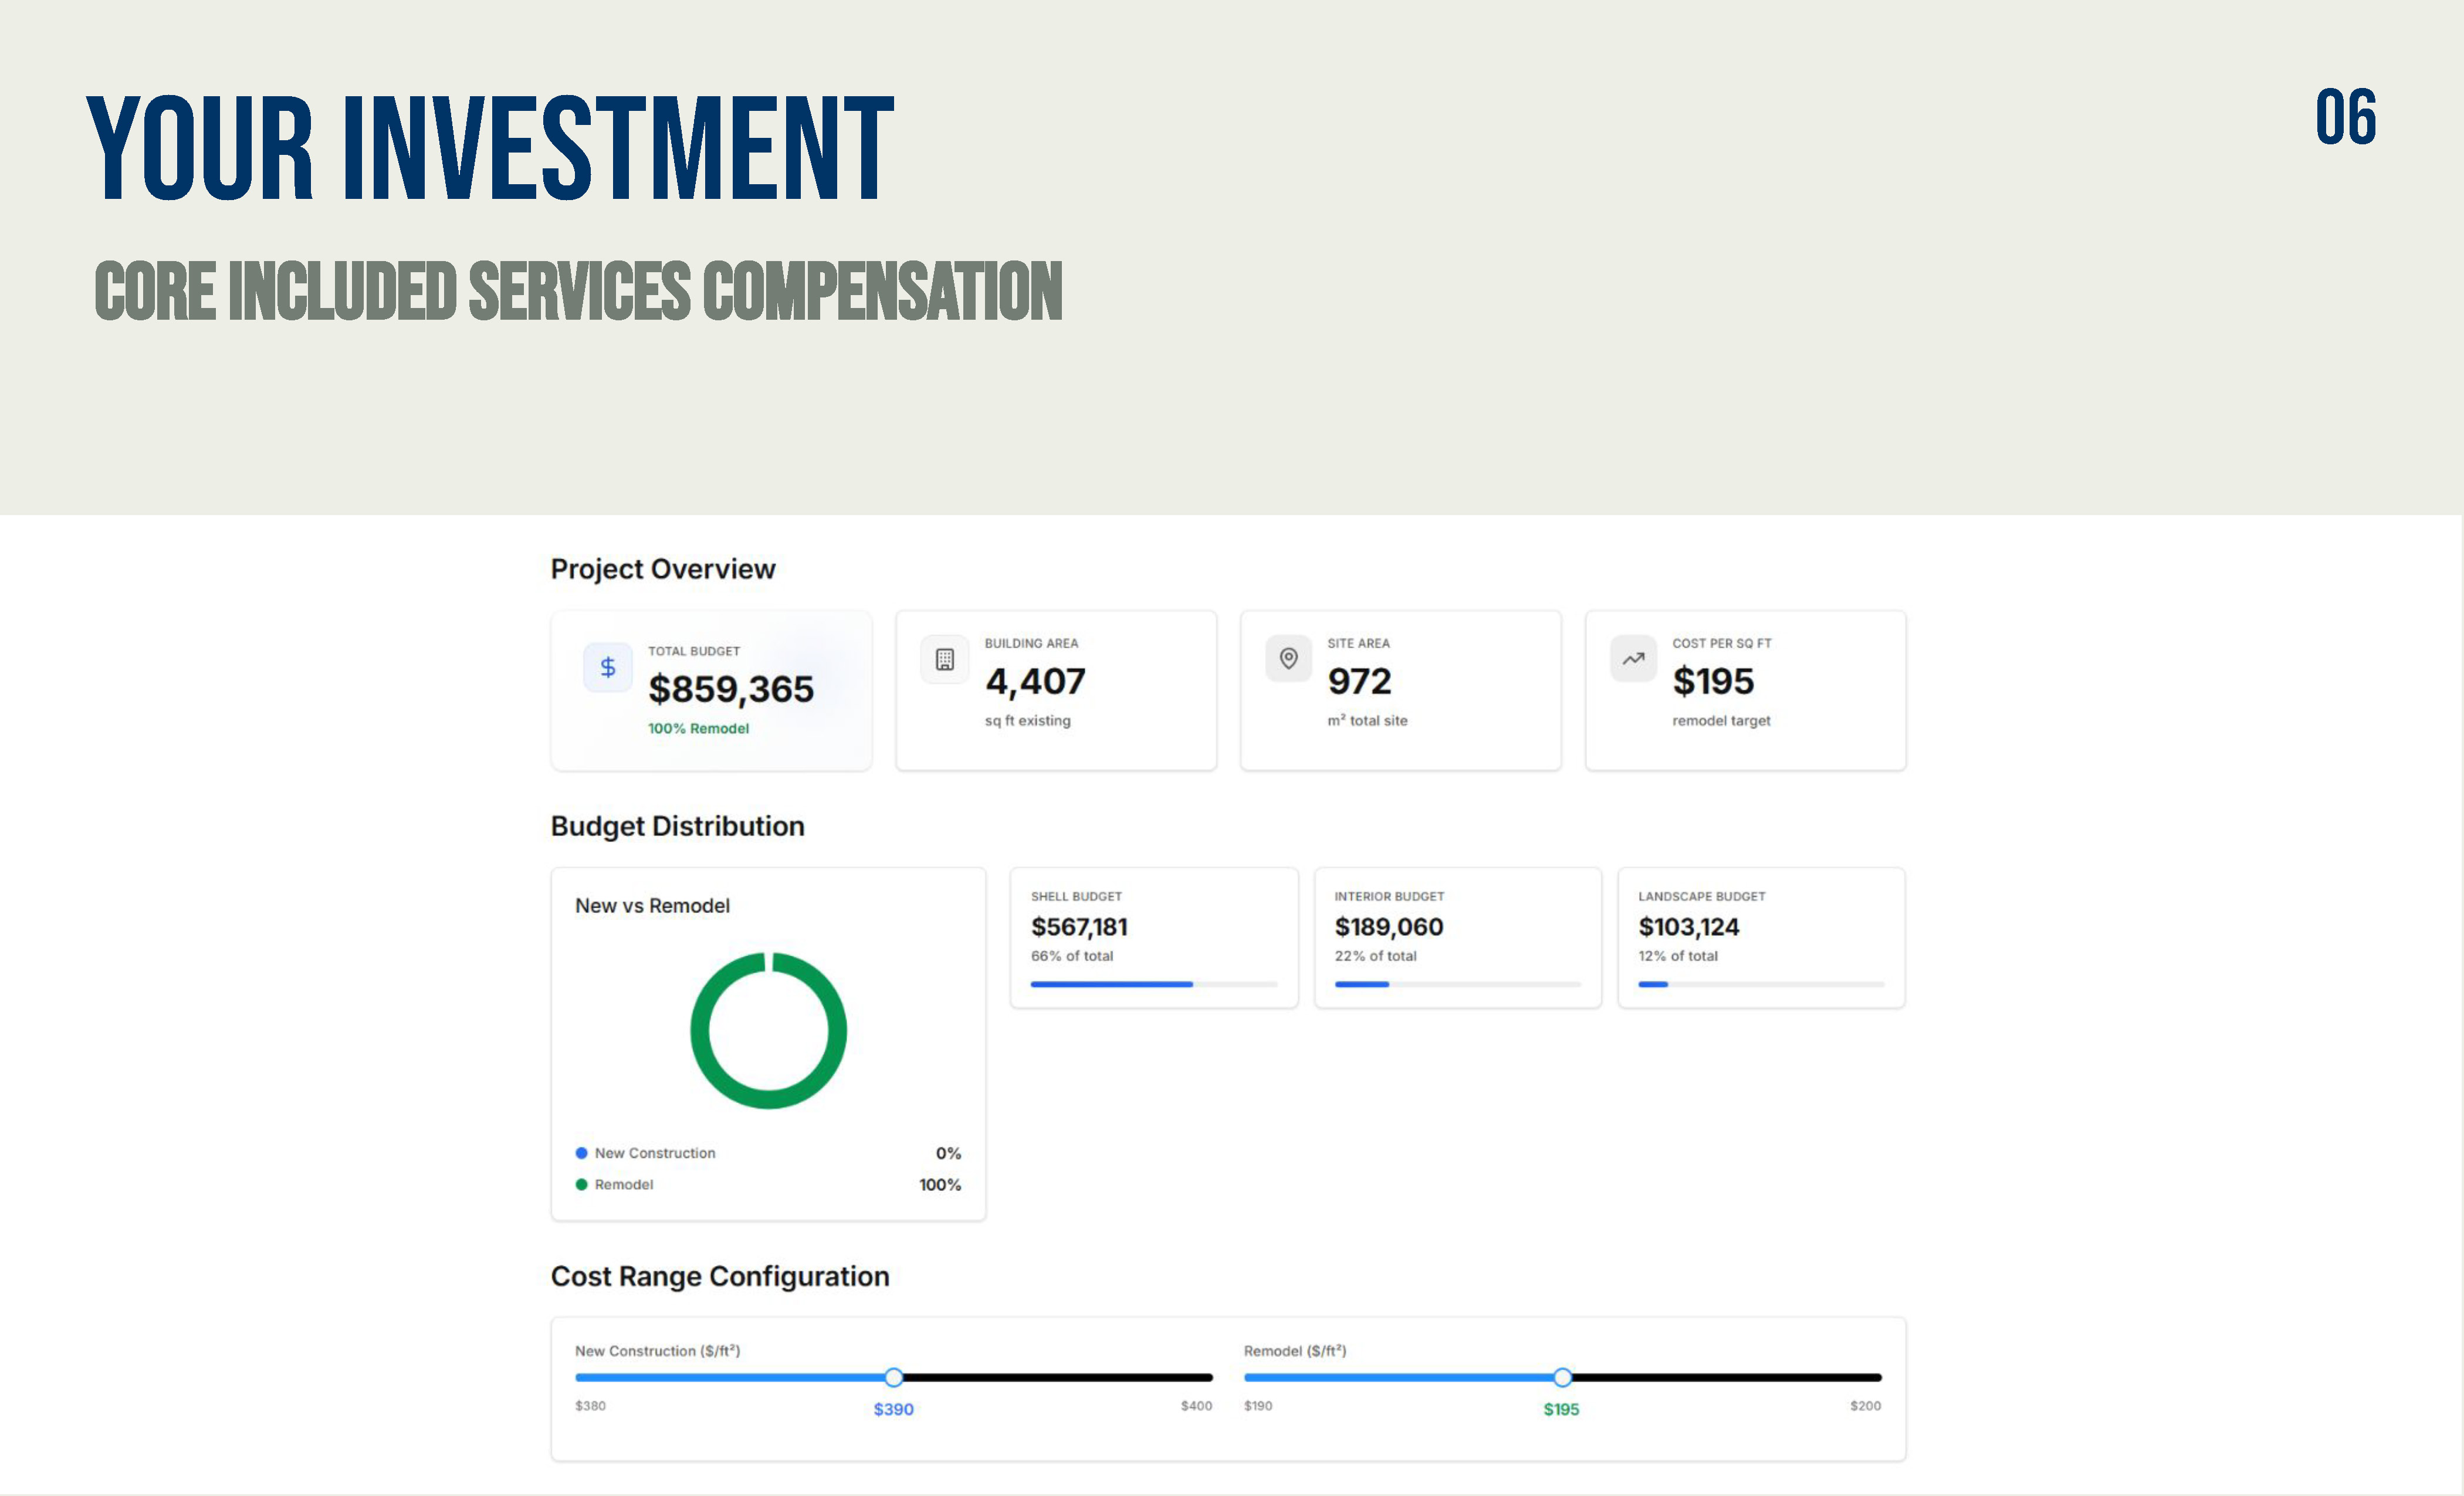 YOUR INVESTMENT
06
CORE INCLUDED SERVICES COMPENSATION
Project Overview
TOTAL BUDGET
$859,365
100% Remodel
BUILDING AREA
4,407
sq ft existing
SITE AREA
972
m² total site
COST PER SQ FT
$195
remodel target
Budget Distribution
New vs Remodel
New Construction 0%
Remodel 100%
SHELL BUDGET
$567,181
66% of total
INTERIOR BUDGET
$189,060
22% of total
LANDSCAPE BUDGET
$103,124
12% of total
Cost Range Configuration
New Construction ($/ft²)
$380 $390 $400
Remodel ($/ft²)
$190 $195 $200